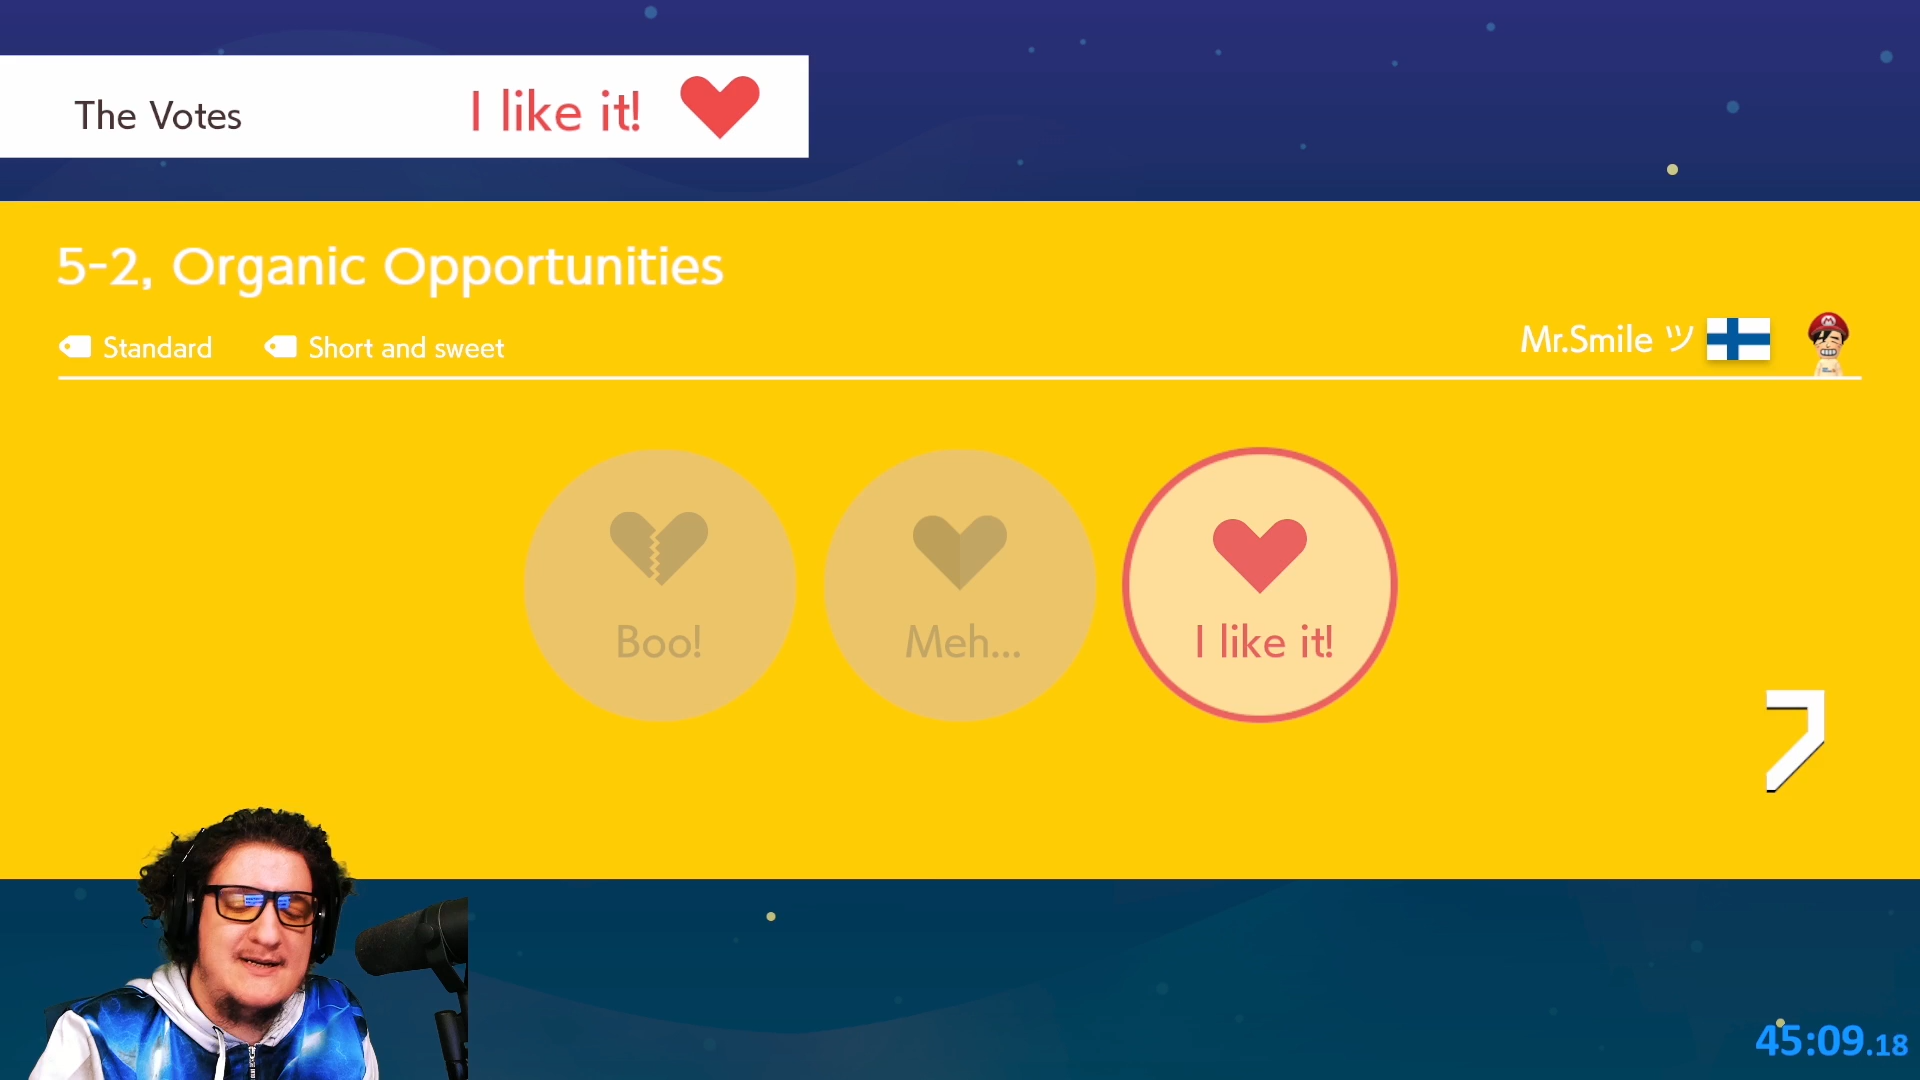 The Votes
I like it!
5-2, Organic Opportunities
Standard
Short and sweet
Mr.Smile ツ
Boo!
Meh...
I like it!
7
45:09.18